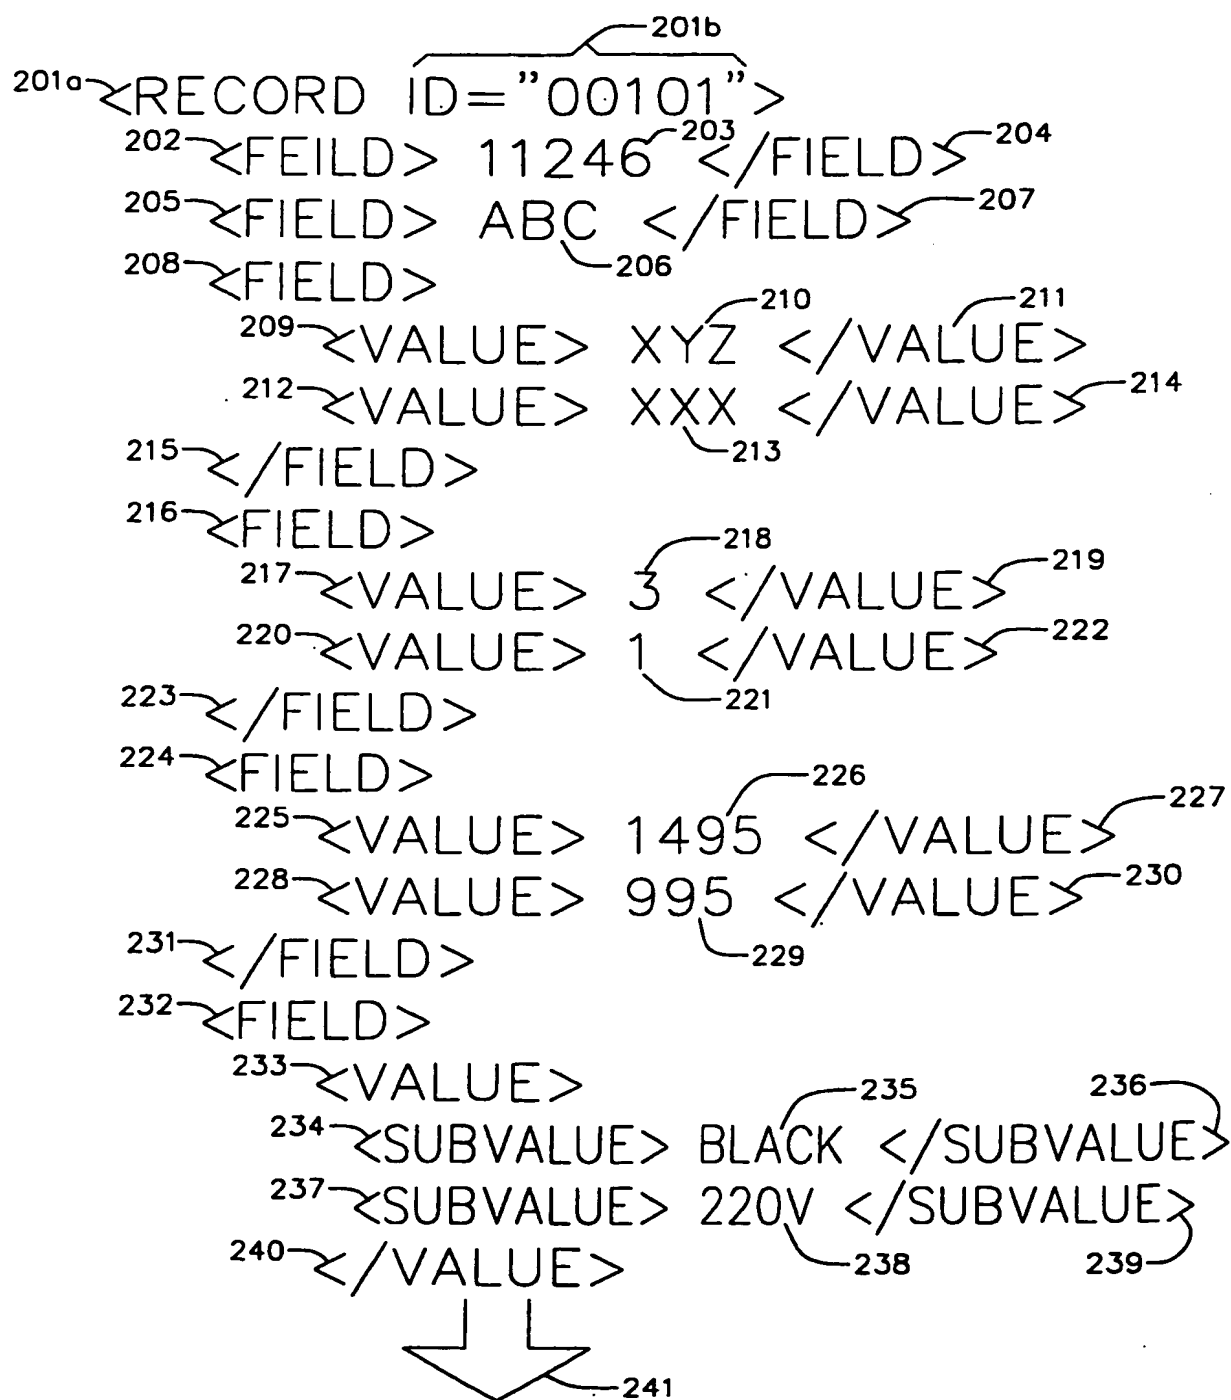 201b
201a <RECORD ID="00101">
202 <FEILD> 11246 203 </FIELD> 204
205 <FIELD> ABC </FIELD> 207
206
208 <FIELD>
210 211
209 <VALUE> XYZ </VALUE>
212 <VALUE> XXX </VALUE> 214
213
215 </FIELD>
216 <FIELD>
218
217 <VALUE> 3 </VALUE> 219
220 <VALUE> 1 </VALUE> 222
221
223 </FIELD>
224 <FIELD>
226
225 <VALUE> 1495 </VALUE> 227
228 <VALUE> 995 </VALUE> 230
229
231 </FIELD>
232 <FIELD>
233 <VALUE>
235 236
234 <SUBVALUE> BLACK </SUBVALUE>
237 <SUBVALUE> 220V </SUBVALUE>
238 239
240 </VALUE>
241